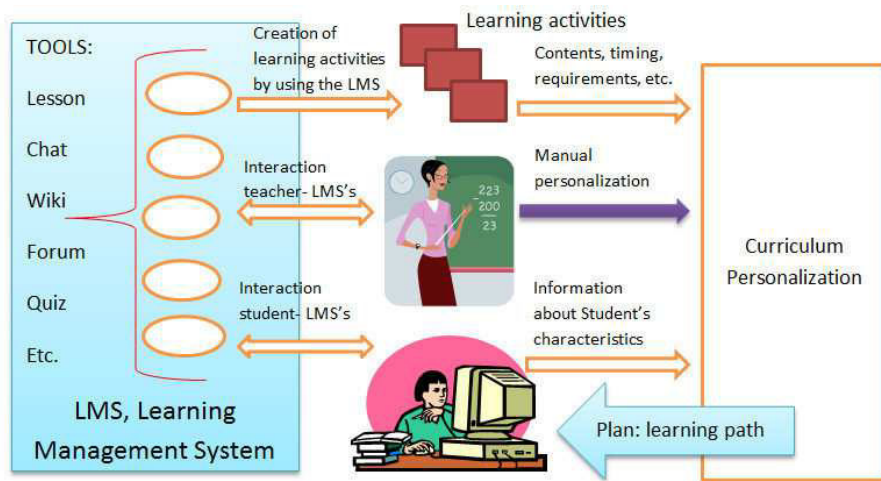 TOOLS:
Lesson
Chat
Wiki
Forum
Quiz
Etc.
LMS, Learning
Management System
Creation of
learning activities
by using the LMS
Interaction
teacher- LMS's
Interaction
student- LMS's
Learning activities
223
200
23
Contents, timing,
requirements, etc.
Manual
personalization
Information
about Student's
characteristics
Plan: learning path
Curriculum
Personalization